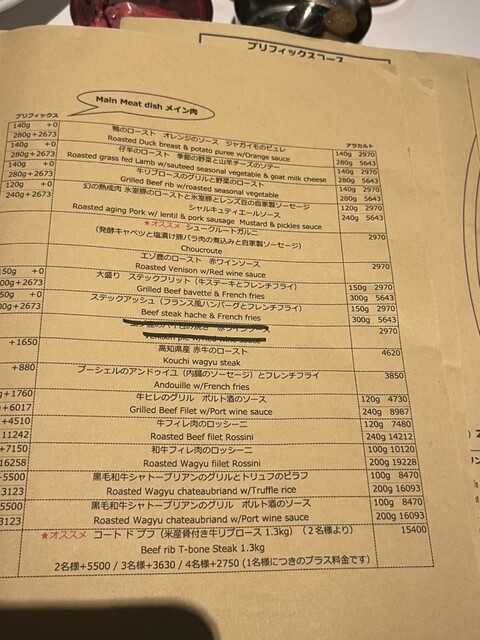 プリフィックスコース
Main Meat dish メイン肉
プリフィックス
アラカルト
140g +0 鴨のロースト オレンジのソース ジャガイモのピュレ 140g 2970
280g+2673 Roasted Duck breast & potato puree w/Orange sauce 280g 5643
140g +0 仔羊のロースト 季節の野菜と山羊チーズのソテー 140g 2970
280g+2673 Roasted grass fed Lamb w/sauteed seasonal vegetable & goat milk cheese 280g 5643
140g +0 牛リブロースのグリルと野菜のロースト 140g 2970
280g+2673 Grilled Beef rib w/roasted seasonal vegetable 280g 5643
120g +0 幻の熟成肉 氷室豚のローストと氷室豚とレンズ豆の自家製ソーセージ 120g 2970
240g+2673 シャルキュティエールソース 240g 5643
Roasted aging Pork w/ lentil & pork sausage Mustard & pickles sauce
★オススメ シュークルートガルニ 2970
（発酵キャベツと塩漬け豚バラ肉の煮込みと自家製ソーセージ）
Choucroute
エゾ鹿のロースト 赤ワインソース 2970
Roasted Venison w/Red wine sauce
150g +0 大盛り ステックフリット（牛ステーキとフレンチフライ） 150g 2970
00g+2673 Grilled Beef bavette & French fries 300g 5643
50g +0 ステックアッシュ（フランス風ハンバーグとフレンチフライ） 150g 2970
00g+2673 Beef steak hache & French fries 300g 5643
2970
+1650 高知県産 赤牛のロースト 4620
Kouchi wagyu steak
+880 ブーシェルのアンドゥイユ（内臓のソーセージ）とフレンチフライ 3850
Andouille w/French fries
+1760 牛ヒレのグリル ポルト酒のソース 120g 4730
+6017 Grilled Beef Filet w/Port wine sauce 240g 8987
+4510 牛フィレ肉のロッシーニ 120g 7480
11242 Roasted Beef filet Rossini 240g 14212
+7150 和牛フィレ肉のロッシーニ 100g 10120
16258 Roasted Wagyu fiilet Rossini 200g 19228
+5500 黒毛和牛シャトーブリアンのグリルとトリュフのピラフ 100g 8470
3123 Roasted Wagyu chateaubriand w/Truffle rice 200g 16093
+5500 黒毛和牛シャトーブリアンのグリル ポルト酒のソース 100g 8470
3123 Roasted Wagyu chateaubriand w/Port wine sauce 200g 16093
★オススメ コート ド ブフ（米産骨付き牛リブロース 1.3kg）（２名様より） 15400
Beef rib T-bone Steak 1.3kg
2名様+5500 / 3名様+3630 / 4名様+2750 (1名様につきのプラス料金です)